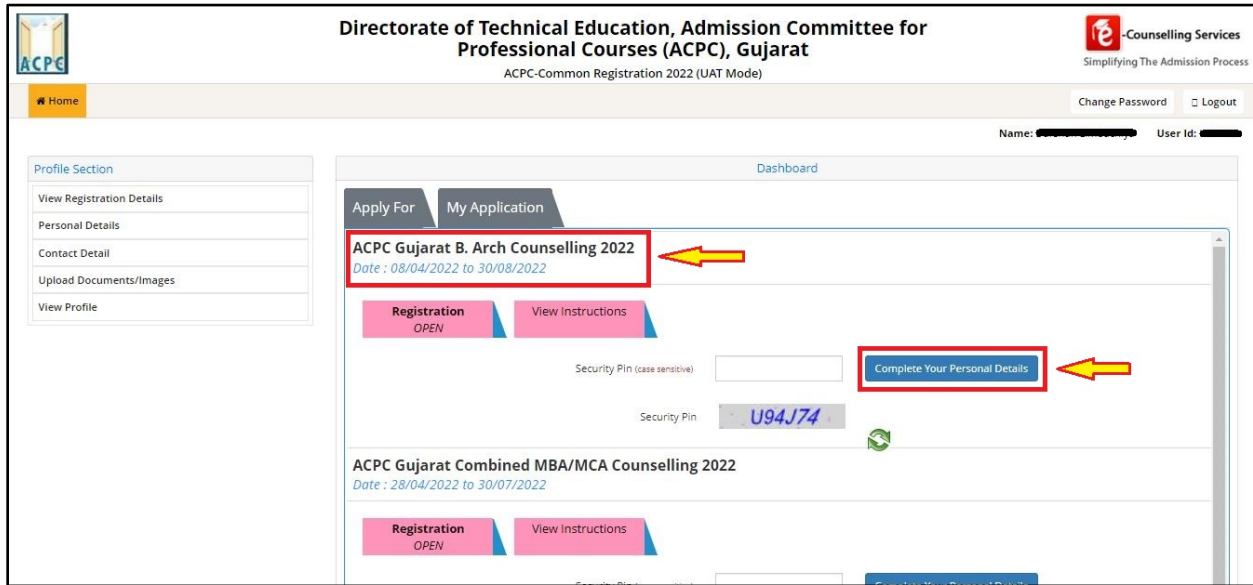 ACPC
Directorate of Technical Education, Admission Committee for
Professional Courses (ACPC), Gujarat
ACPC-Common Registration 2022 (UAT Mode)
e-Counselling Services
Simplifying The Admission Process
Home
Change Password
Logout
Name:
User Id:
Profile Section
View Registration Details
Personal Details
Contact Detail
Upload Documents/Images
View Profile
Dashboard
Apply For
My Application
ACPC Gujarat B. Arch Counselling 2022
Date : 08/04/2022 to 30/08/2022
Registration
OPEN
View Instructions
Security Pin (case sensitive)
Complete Your Personal Details
Security Pin
U94J74
ACPC Gujarat Combined MBA/MCA Counselling 2022
Date : 28/04/2022 to 30/07/2022
Registration
OPEN
View Instructions
Complete Your Personal Details